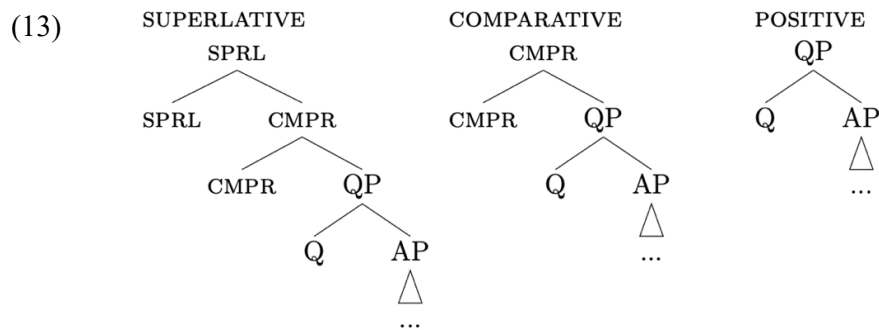 (13) SUPERLATIVE COMPARATIVE POSITIVE
SPRL CMPR QP
SPRL CMPR CMPR QP Q AP
CMPR QP Q AP ...
Q AP ...
...